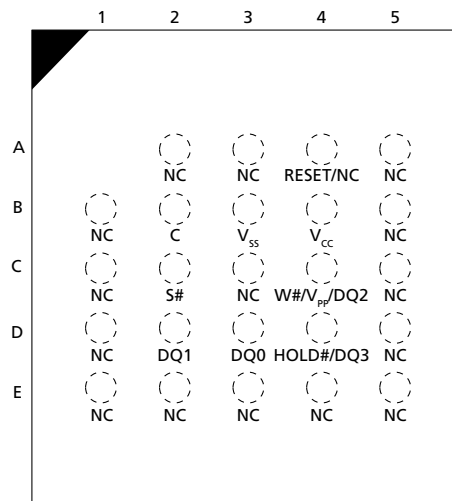 1 2 3 4 5
A
NC NC RESET/NC NC
B
NC C VSS VCC NC
C
NC S# NC W#/VPP/DQ2 NC
D
NC DQ1 DQ0 HOLD#/DQ3 NC
E
NC NC NC NC NC